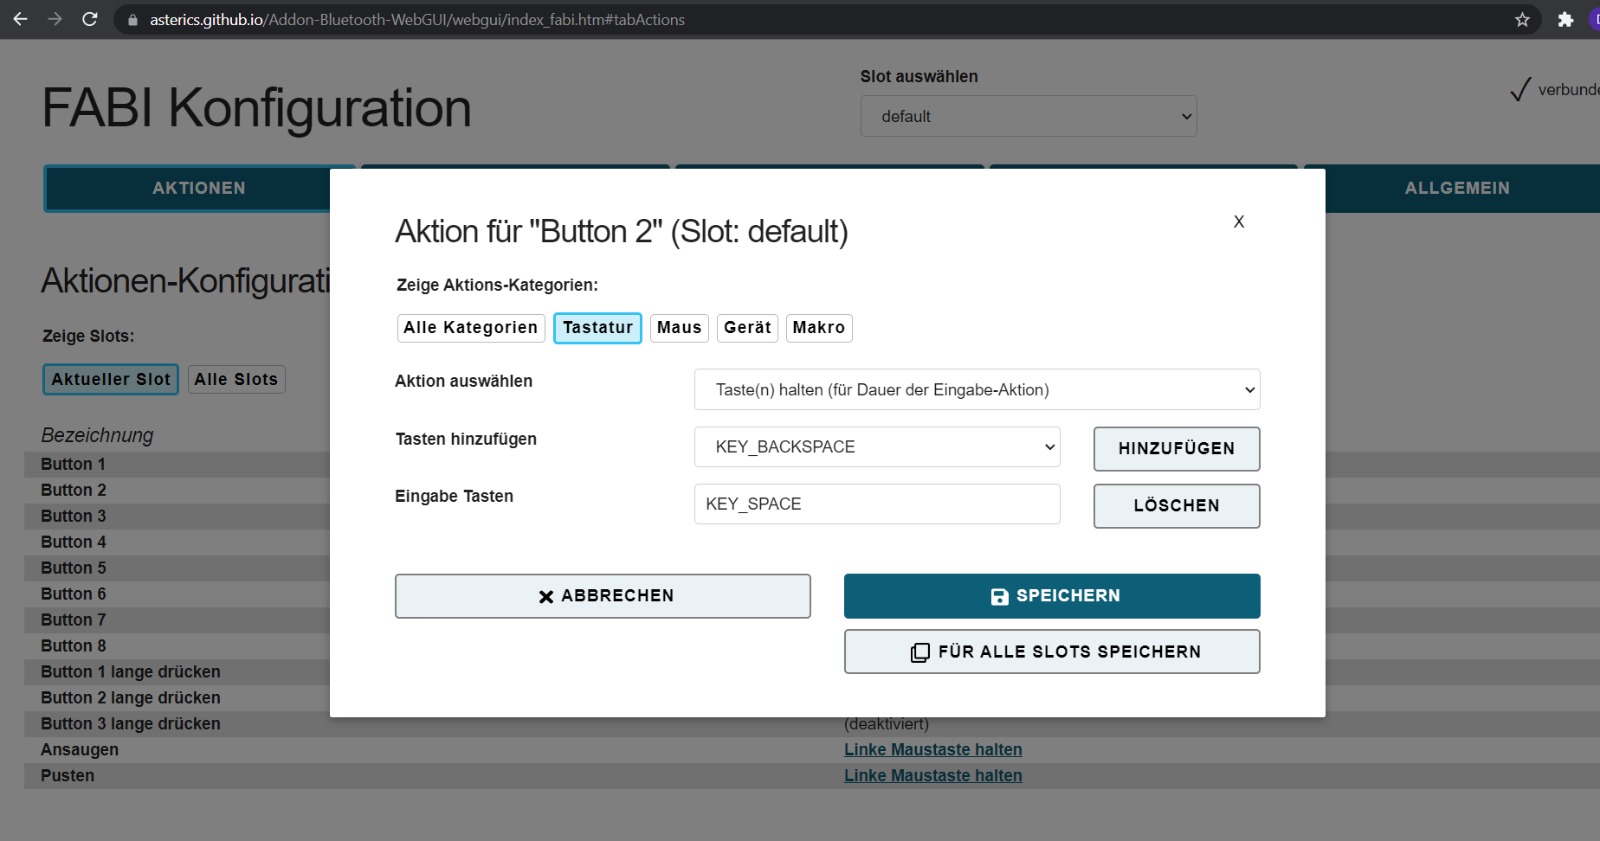 asterics.github.io/Addon-Bluetooth-WebGUI/webgui/index_fabi.htm#tabActions
FABI Konfiguration
Slot auswählen
default
verbunde
AKTIONEN
ALLGEMEIN
Aktionen-Konfigurati
Zeige Slots:
Aktueller Slot Alle Slots
Bezeichnung
Button 1
Button 2
Button 3
Button 4
Button 5
Button 6
Button 7
Button 8
Button 1 lange drücken
Button 2 lange drücken
Button 3 lange drücken (deaktiviert)
Ansaugen Linke Maustaste halten
Pusten Linke Maustaste halten
Aktion für "Button 2" (Slot: default)
X
Zeige Aktions-Kategorien:
Alle Kategorien Tastatur Maus Gerät Makro
Aktion auswählen Taste(n) halten (für Dauer der Eingabe-Aktion)
Tasten hinzufügen KEY_BACKSPACE HINZUFÜGEN
Eingabe Tasten KEY_SPACE LÖSCHEN
ABBRECHEN SPEICHERN
FÜR ALLE SLOTS SPEICHERN